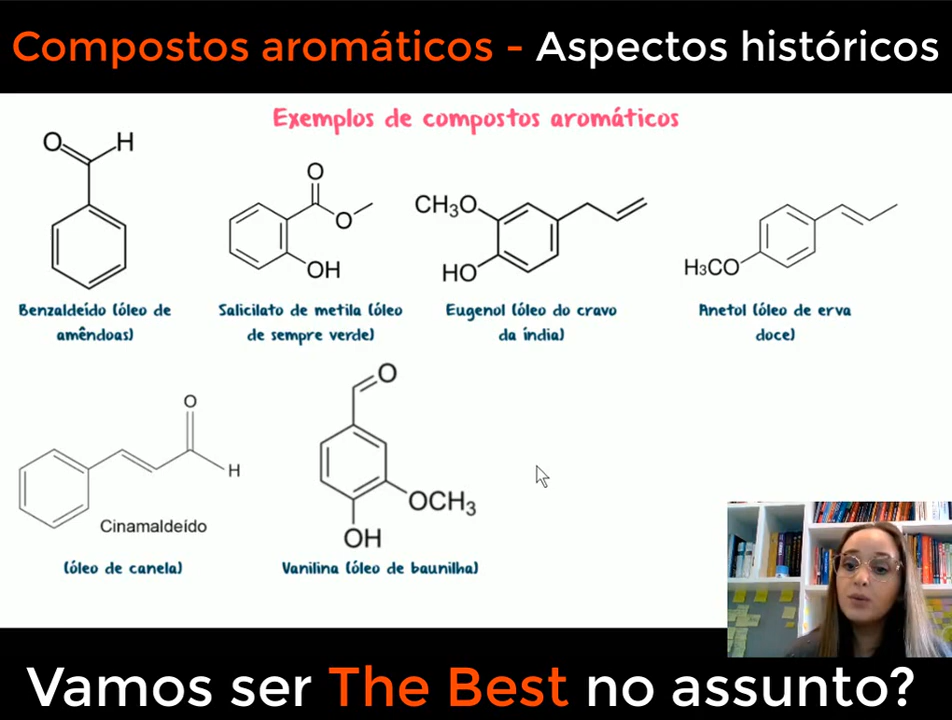 Compostos aromáticos - Aspectos históricos
Exemplos de compostos aromáticos
O H
O
O
OH
CH₃O
HO
H₃CO
Benzaldeído (óleo de
amêndoas)
Salicilato de metila (óleo
de sempre verde)
Eugenol (óleo do cravo
da índia)
Anetol (óleo de erva
doce)
O
H
Cinamaldeído
(óleo de canela)
O
OCH₃
OH
Vanilina (óleo de baunilha)
Vamos ser The Best no assunto?